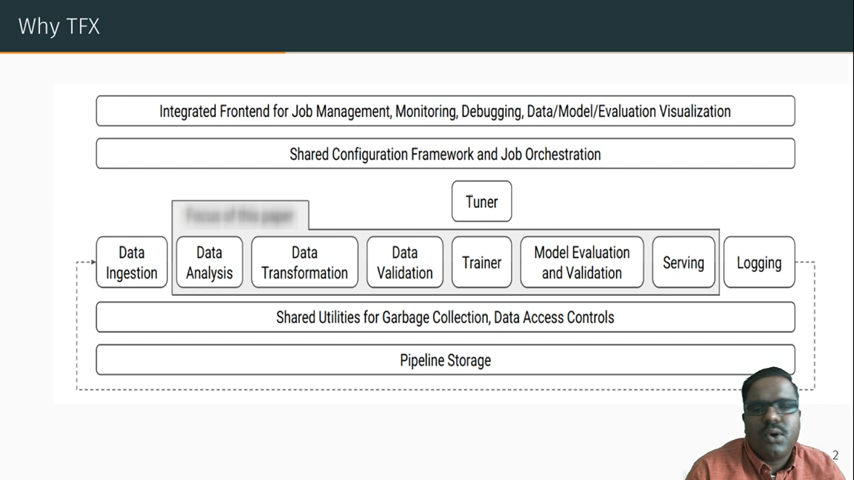 Why TFX
Integrated Frontend for Job Management, Monitoring, Debugging, Data/Model/Evaluation Visualization
Shared Configuration Framework and Job Orchestration
Tuner
Data
Ingestion
Data
Analysis
Data
Transformation
Data
Validation
Trainer
Model Evaluation
and Validation
Serving
Logging
Shared Utilities for Garbage Collection, Data Access Controls
Pipeline Storage
2